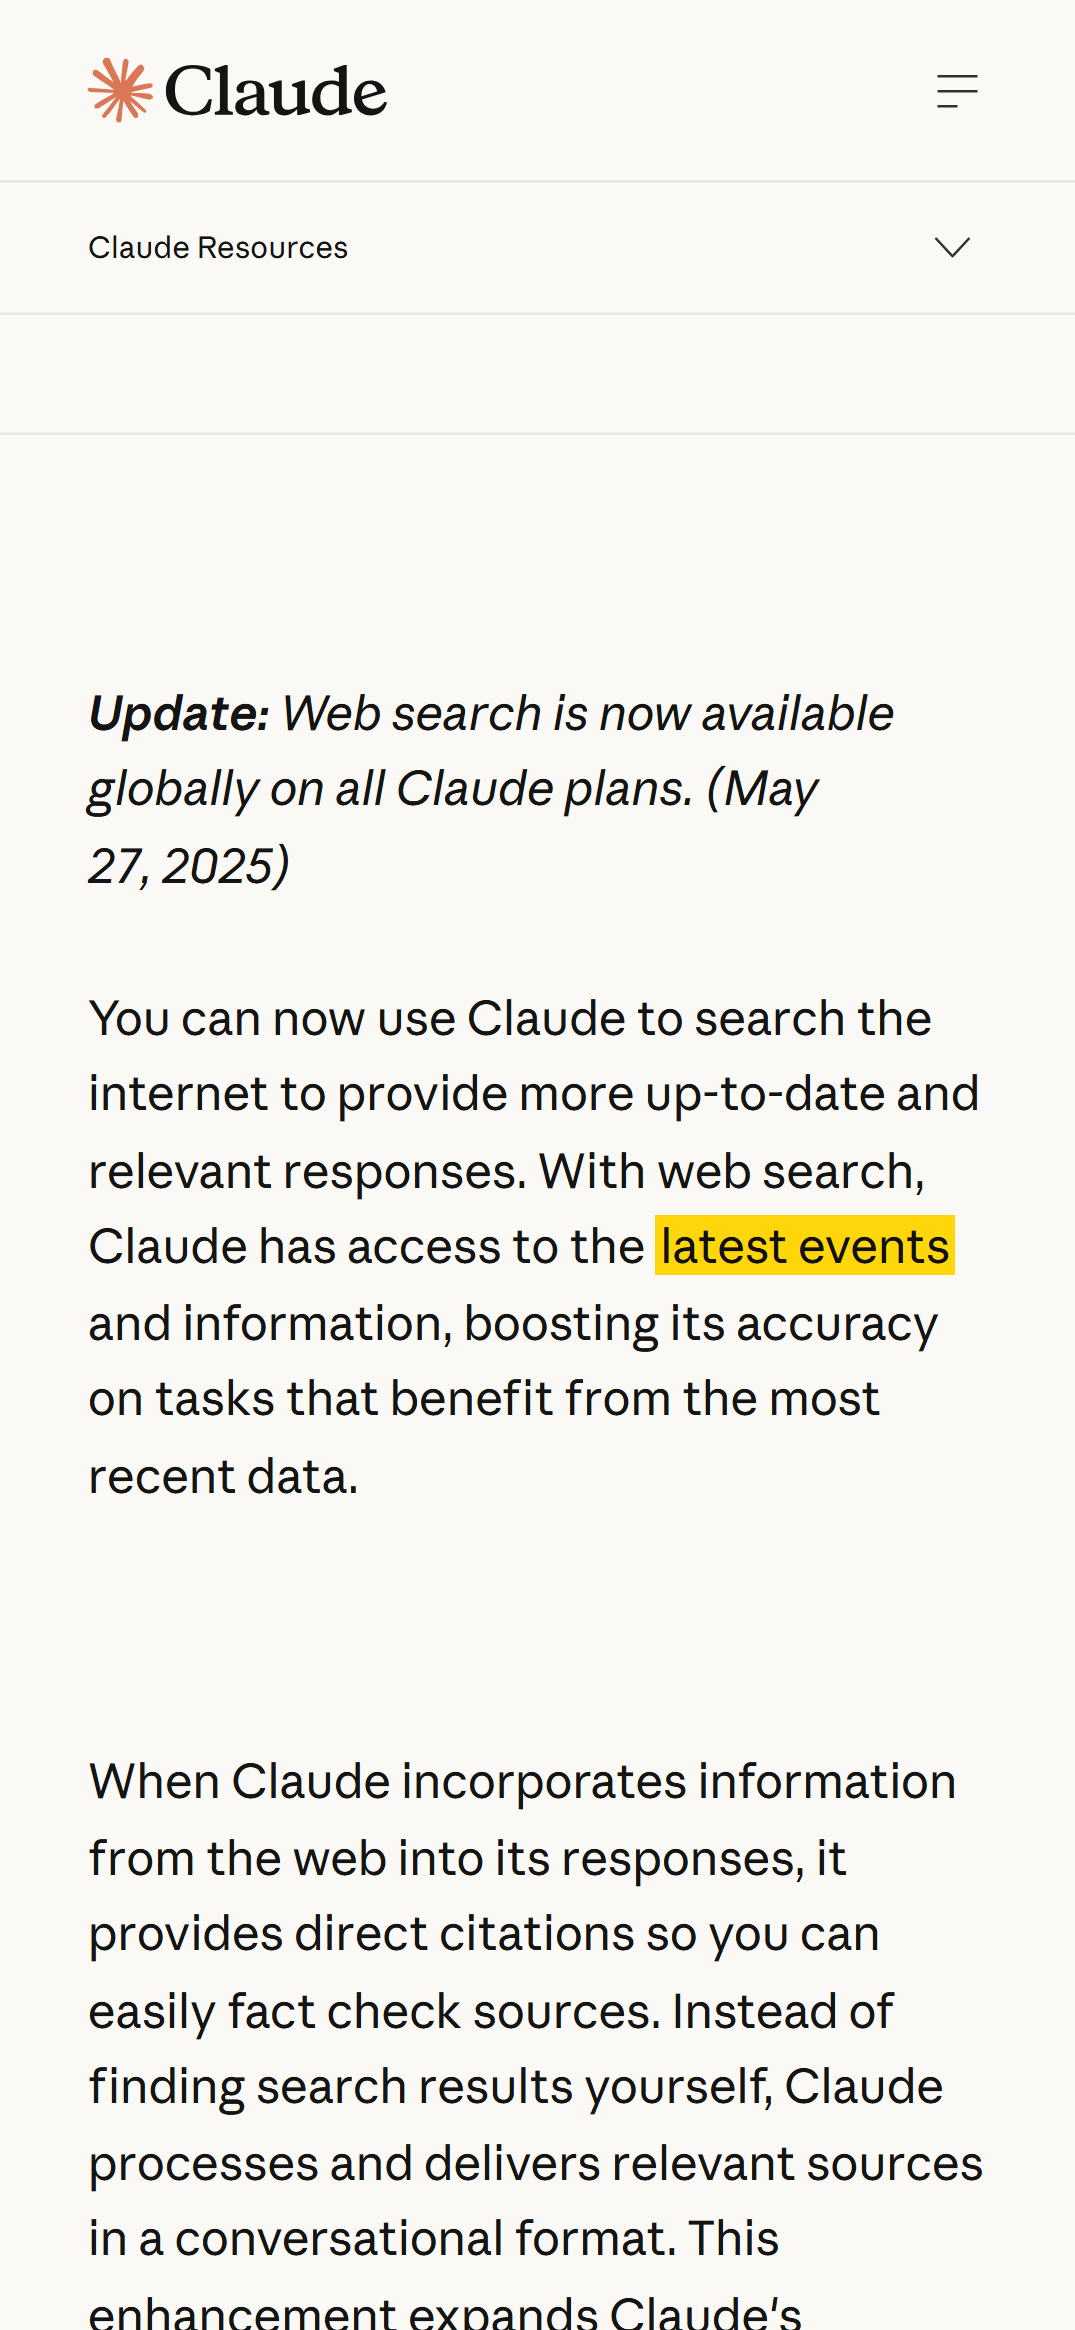 Claude
Claude Resources
Update: Web search is now available
globally on all Claude plans. (May
27, 2025)
You can now use Claude to search the
internet to provide more up-to-date and
relevant responses. With web search,
Claude has access to the latest events
and information, boosting its accuracy
on tasks that benefit from the most
recent data.
When Claude incorporates information
from the web into its responses, it
provides direct citations so you can
easily fact check sources. Instead of
finding search results yourself, Claude
processes and delivers relevant sources
in a conversational format. This
enhancement expands Claude's